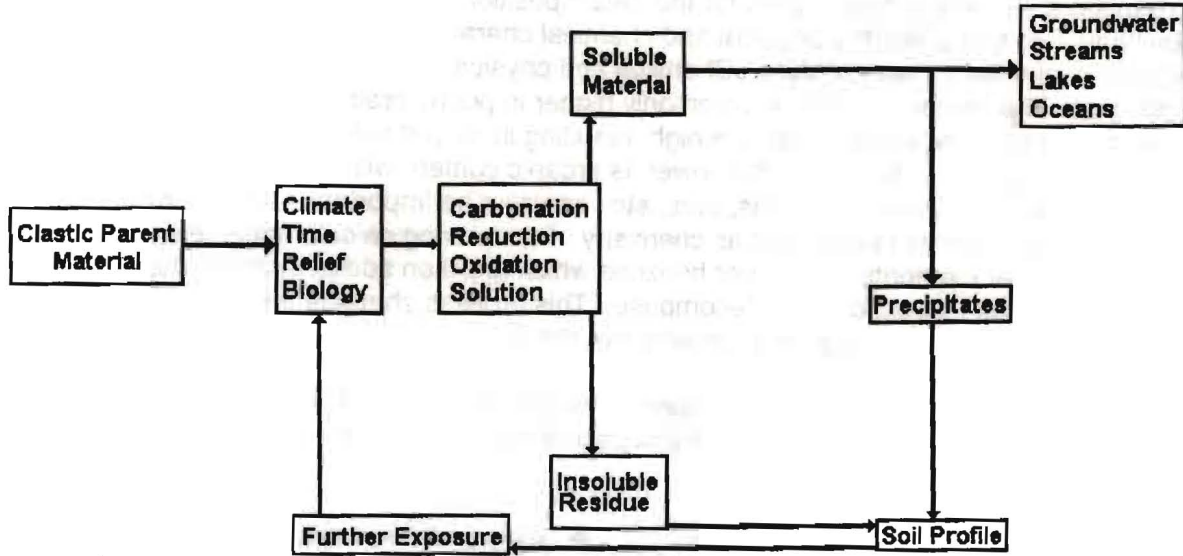 Groundwater
Streams
Lakes
Oceans
Soluble
Material
Clastic Parent
Material
Climate
Time
Relief
Biology
Carbonation
Reduction
Oxidation
Solution
Precipitates
Insoluble
Residue
Further Exposure
Soil Profile